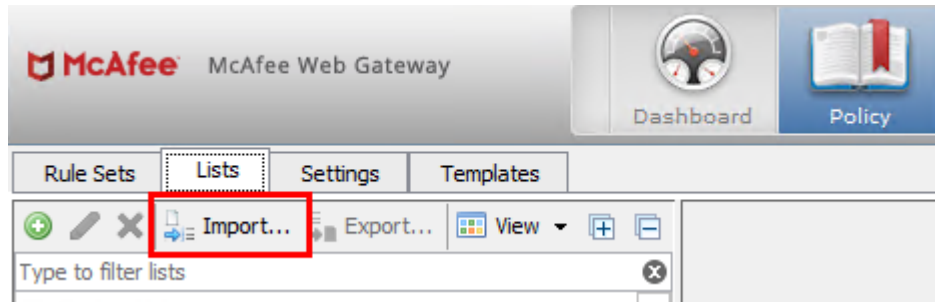 McAfee McAfee Web Gateway
Dashboard Policy
Rule Sets Lists Settings Templates
Import... Export... View
Type to filter lists